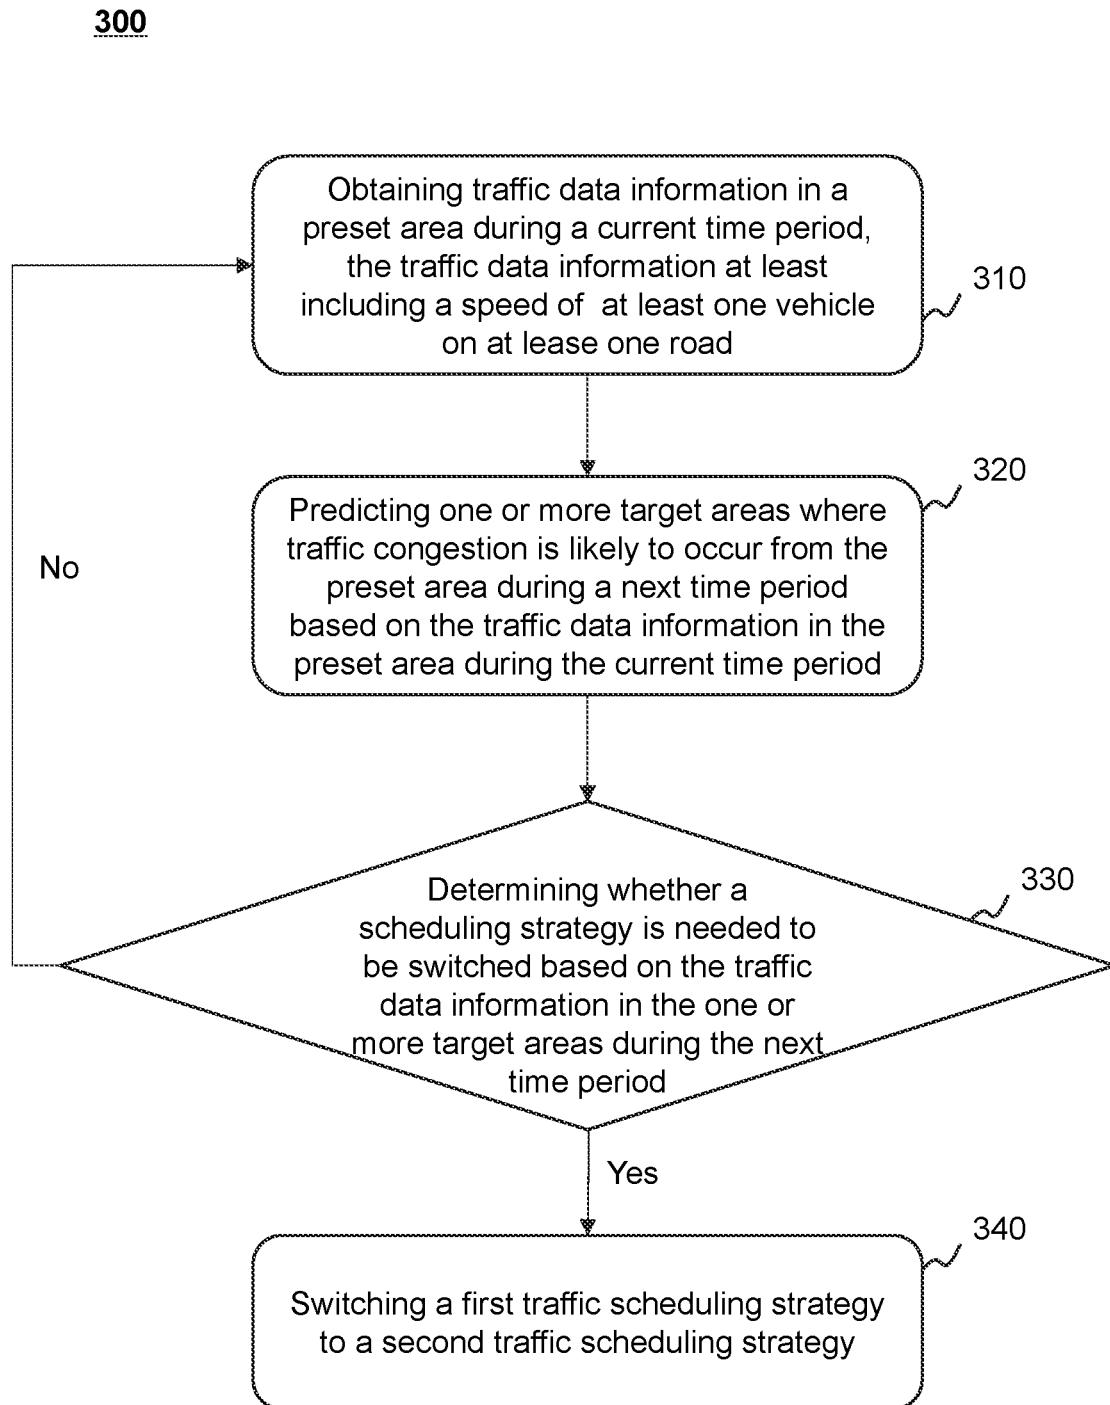 300
Obtaining traffic data information in a
preset area during a current time period,
the traffic data information at least
including a speed of at least one vehicle
on at lease one road
310
320
Predicting one or more target areas where
traffic congestion is likely to occur from the
preset area during a next time period
based on the traffic data information in the
preset area during the current time period
No
330
Determining whether a
scheduling strategy is needed to
be switched based on the traffic
data information in the one or
more target areas during the next
time period
Yes
340
Switching a first traffic scheduling strategy
to a second traffic scheduling strategy